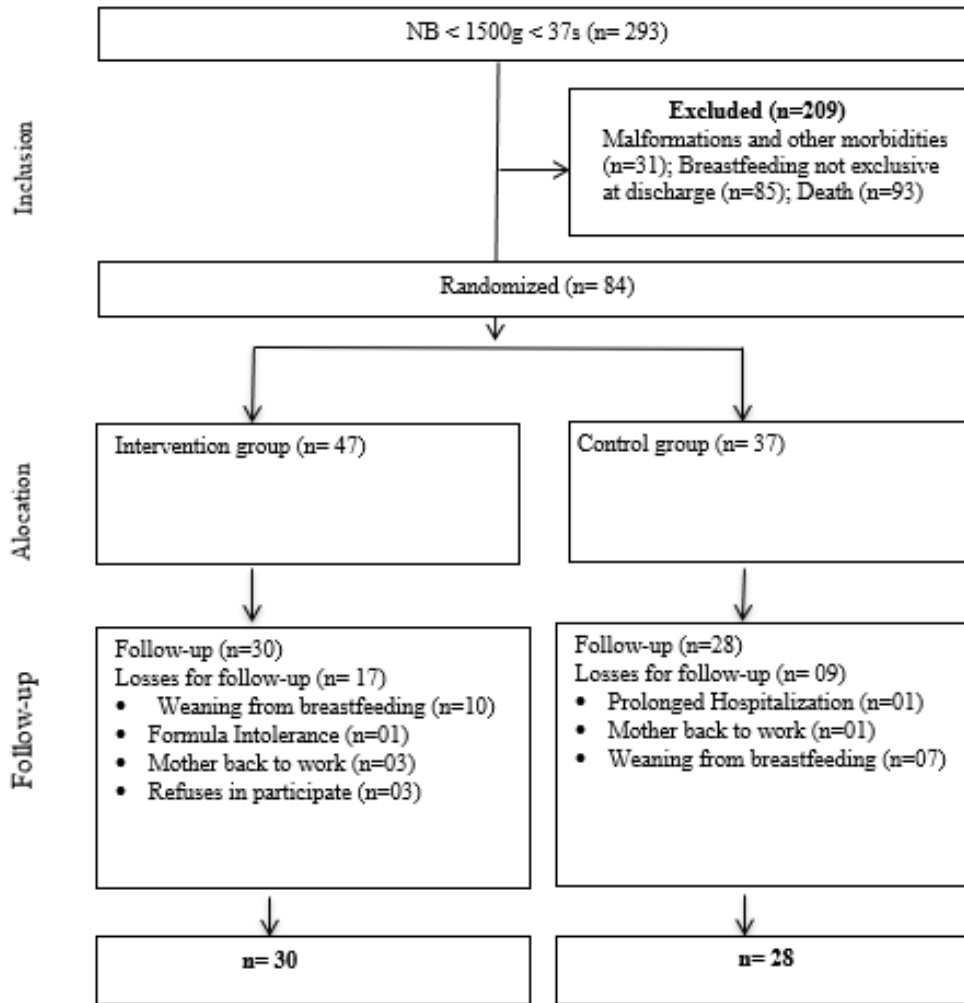 NB < 1500g < 37s (n= 293)
Inclusion
Excluded (n=209)
Malformations and other morbidities
(n=31); Breastfeeding not exclusive
at discharge (n=85); Death (n=93)
Randomized (n= 84)
Alocation
Intervention group (n= 47)
Control group (n= 37)
Follow-up
Follow-up (n=30)
Losses for follow-up (n= 17)
• Weaning from breastfeeding (n=10)
• Formula Intolerance (n=01)
• Mother back to work (n=03)
• Refuses in participate (n=03)
Follow-up (n=28)
Losses for follow-up (n= 09)
• Prolonged Hospitalization (n=01)
• Mother back to work (n=01)
• Weaning from breastfeeding (n=07)
n= 30
n= 28